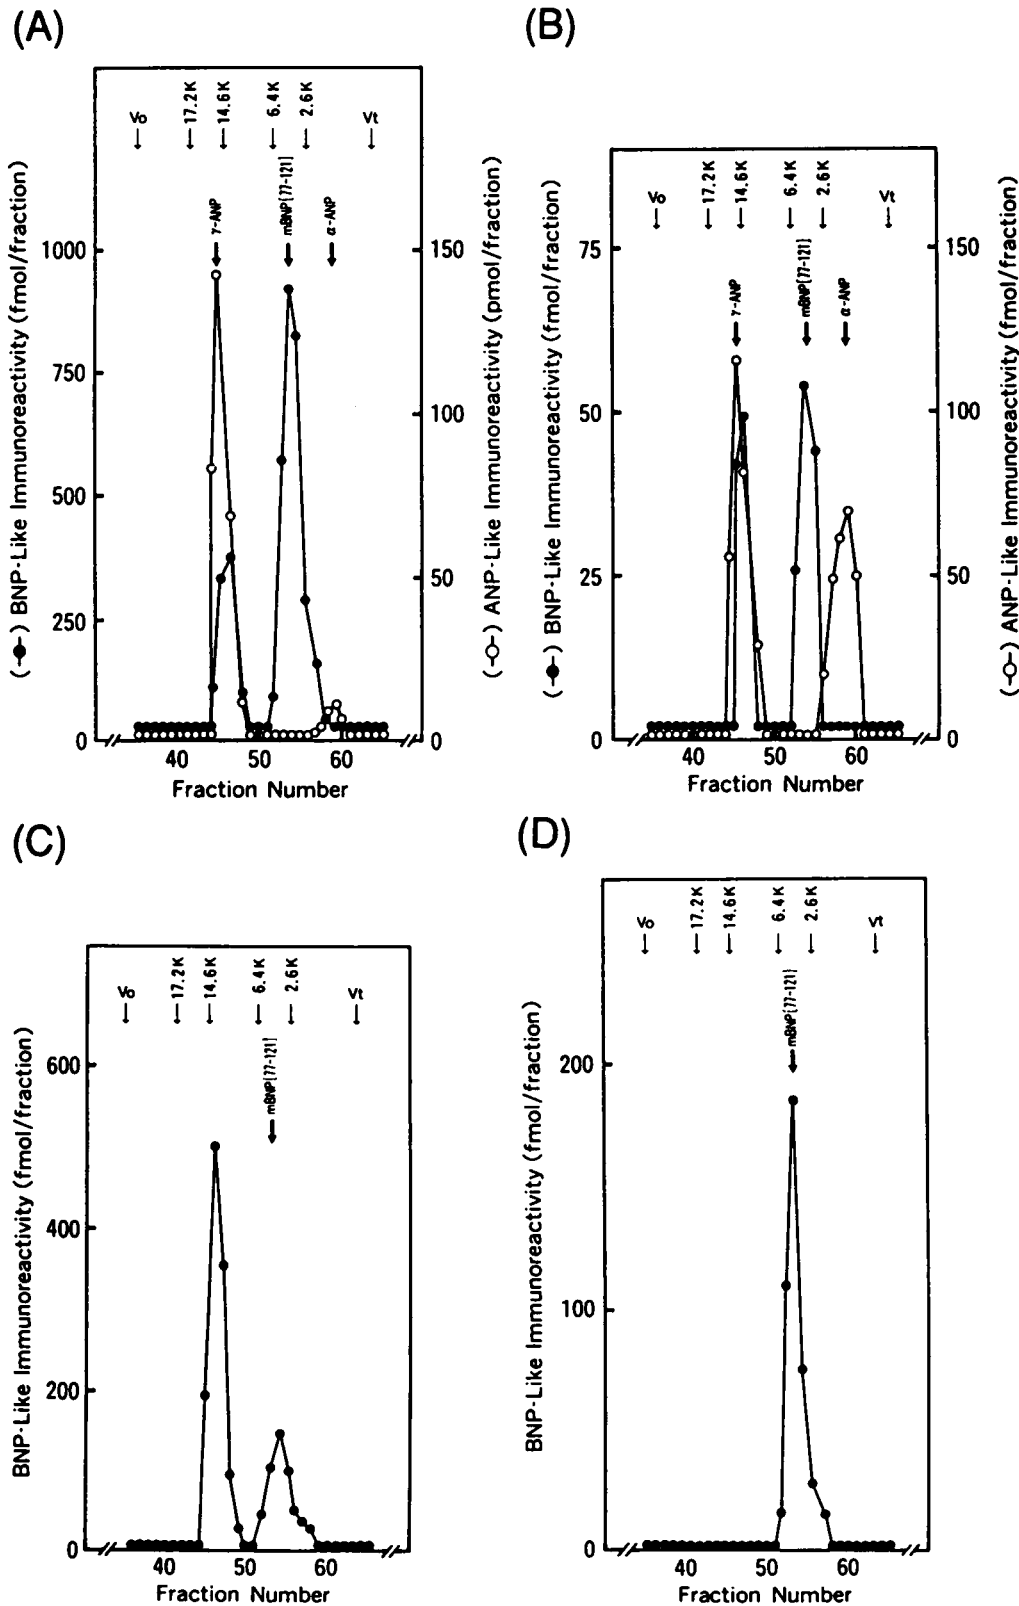 (A)
Vo
17.2K
14.6K
6.4K
2.6K
Vt
γ-ANP
mBNP[77-121]
α-ANP
1000
750
500
250
0
150
100
50
0
(-●-) BNP-Like Immunoreactivity (fmol/fraction)
(-○-) ANP-Like Immunoreactivity (pmol/fraction)
40 50 60
Fraction Number
(B)
Vo
17.2K
14.6K
6.4K
2.6K
Vt
γ-ANP
mBNP[77-121]
α-ANP
75
50
25
0
150
100
50
0
(-●-) BNP-Like Immunoreactivity (fmol/fraction)
(-○-) ANP-Like Immunoreactivity (fmol/fraction)
40 50 60
Fraction Number
(C)
Vo
17.2K
14.6K
6.4K
2.6K
Vt
mBNP[77-121]
600
400
200
0
BNP-Like Immunoreactivity (fmol/fraction)
40 50 60
Fraction Number
(D)
Vo
17.2K
14.6K
6.4K
2.6K
Vt
mBNP[77-121]
200
100
0
BNP-Like Immunoreactivity (fmol/fraction)
40 50 60
Fraction Number